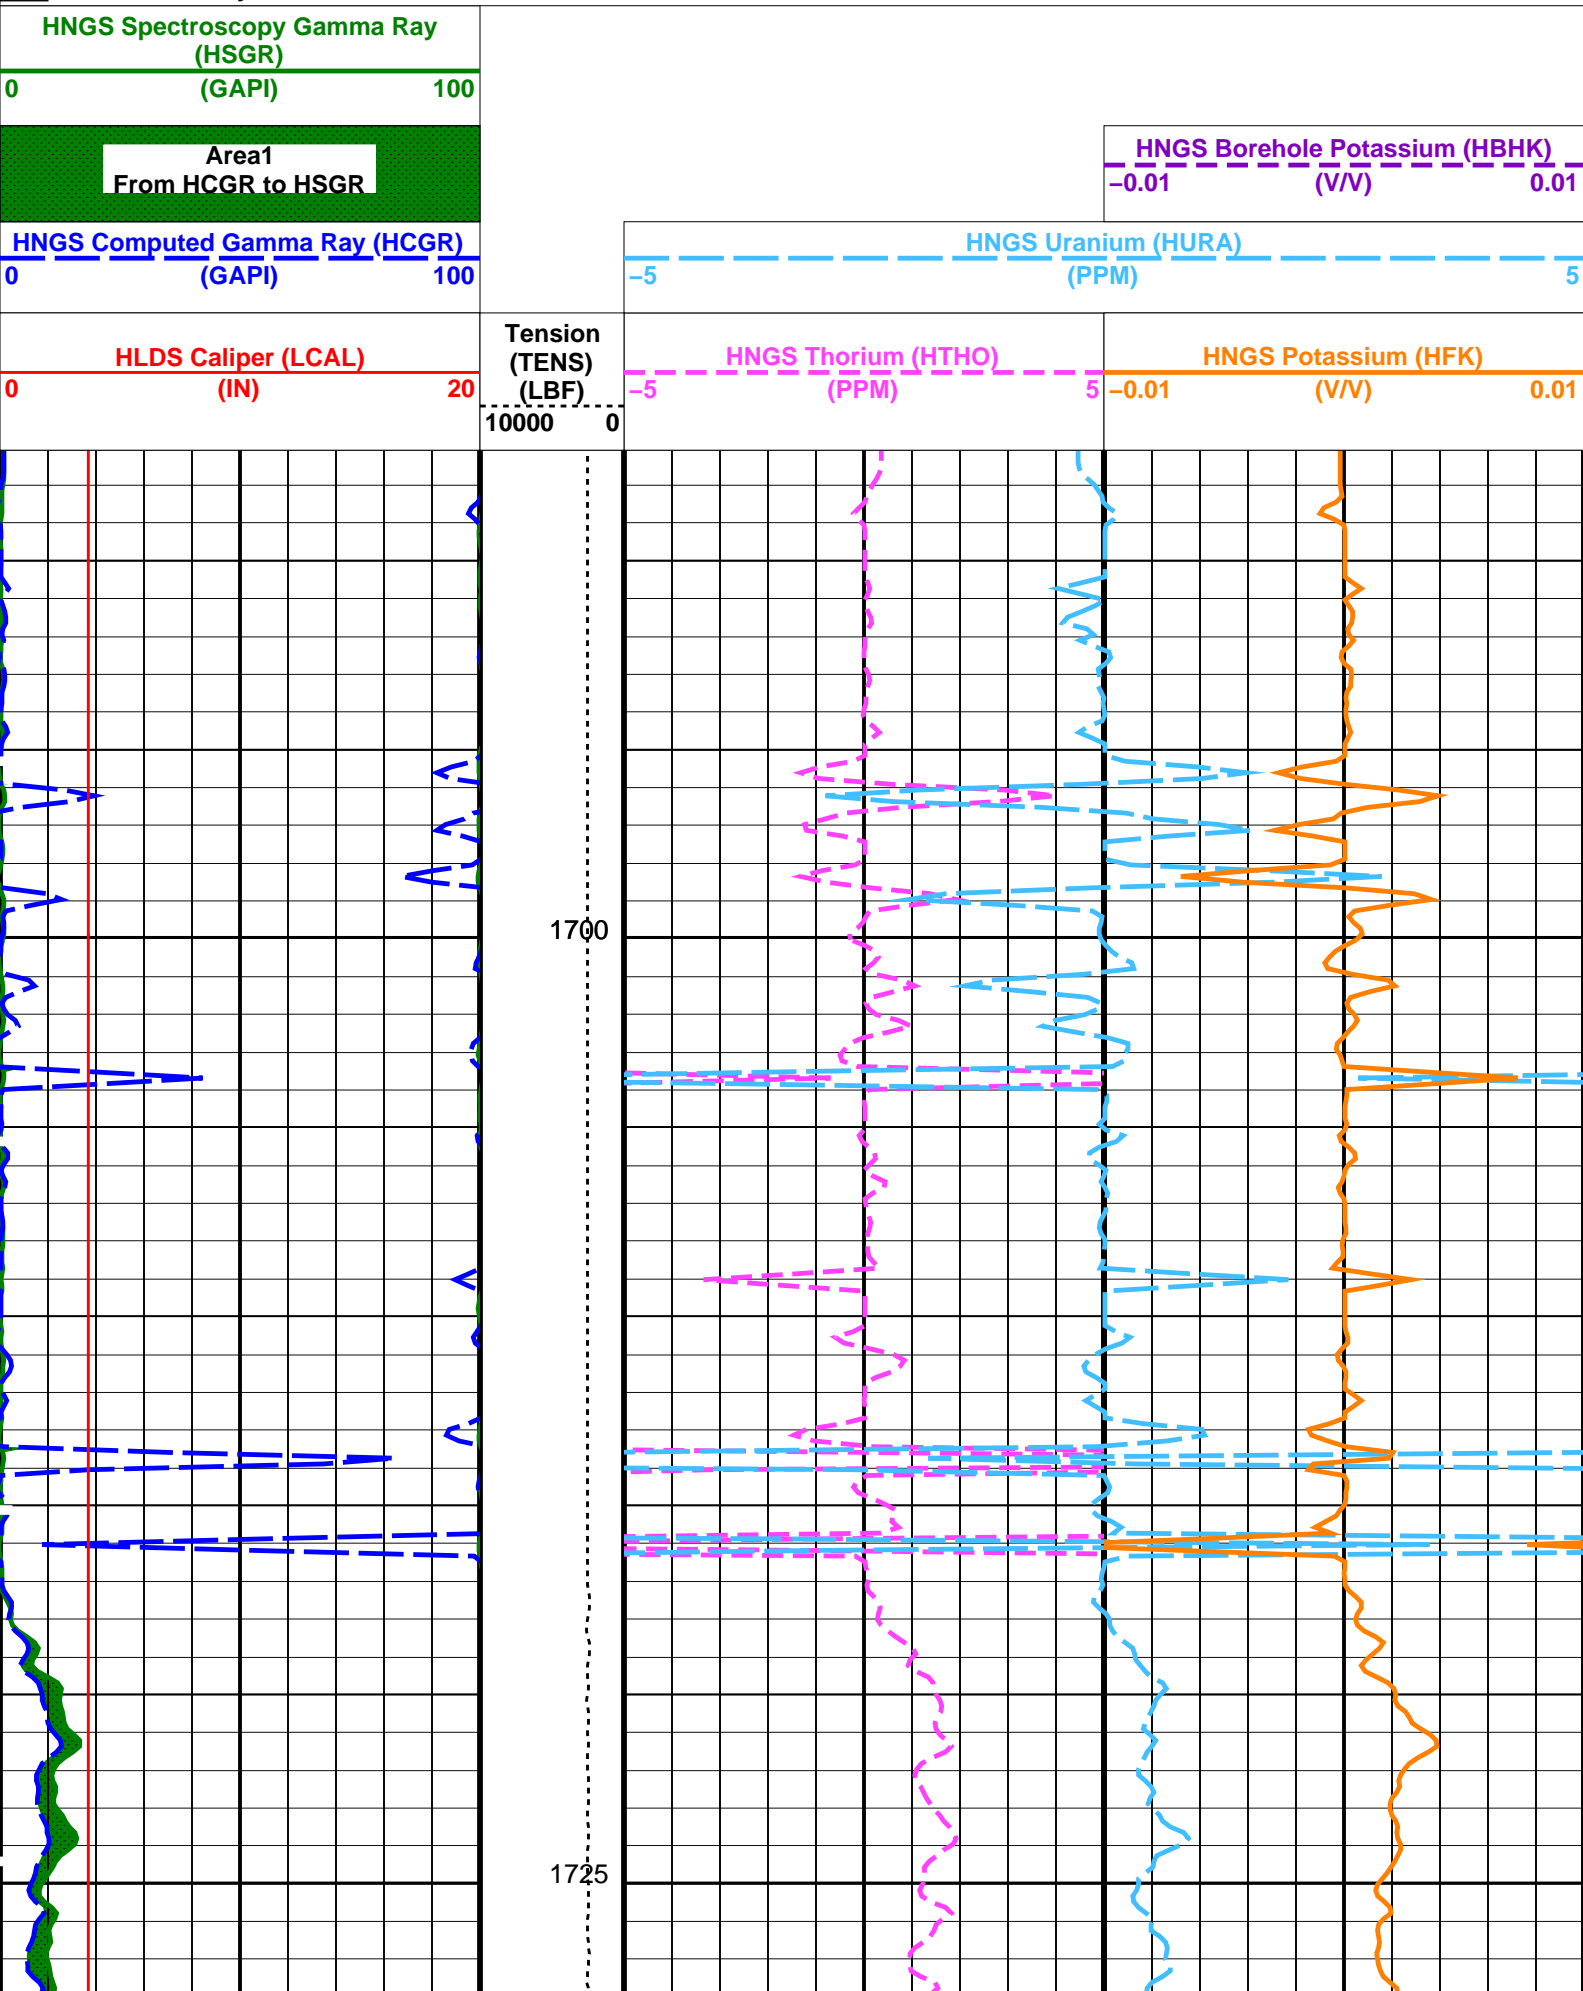 HNGS Spectroscopy Gamma Ray
(HSGR)
0 (GAPI) 100
Area1
From HCGR to HSGR
HNGS Borehole Potassium (HBHK)
−0.01 (V/V) 0.01
HNGS Computed Gamma Ray (HCGR)
0 (GAPI) 100
HNGS Uranium (HURA)
−5 (PPM) 5
HLDS Caliper (LCAL)
0 (IN) 20
Tension
(TENS)
(LBF)
10000 0
HNGS Thorium (HTHO)
−5 (PPM) 5
HNGS Potassium (HFK)
−0.01 (V/V) 0.01
1700
1725